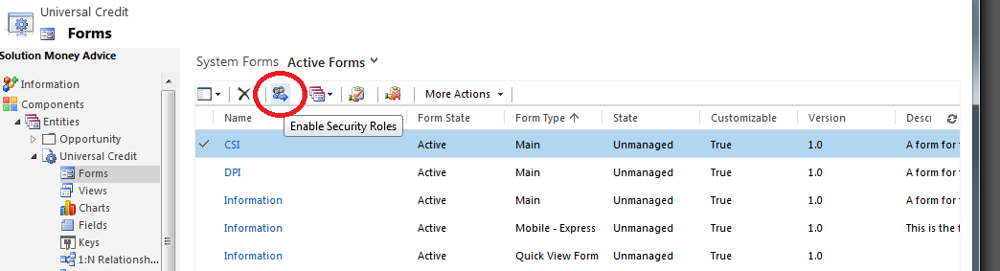 Universal Credit
Forms
Solution Money Advice
Information
Components
Entities
Opportunity
Universal Credit
Forms
Views
Charts
Fields
Keys
1:N Relationsh...
System Forms Active Forms
More Actions
Enable Security Roles
Name Form State Form Type State Customizable Version Descr
CSI Active Main Unmanaged True 1.0 A form for t
DPI Active Main Unmanaged True 1.0 A form for t
Information Active Main Unmanaged True 1.0 A form for t
Information Active Mobile - Express Unmanaged True 1.0 This is the f
Information Active Quick View Form Unmanaged True 1.0